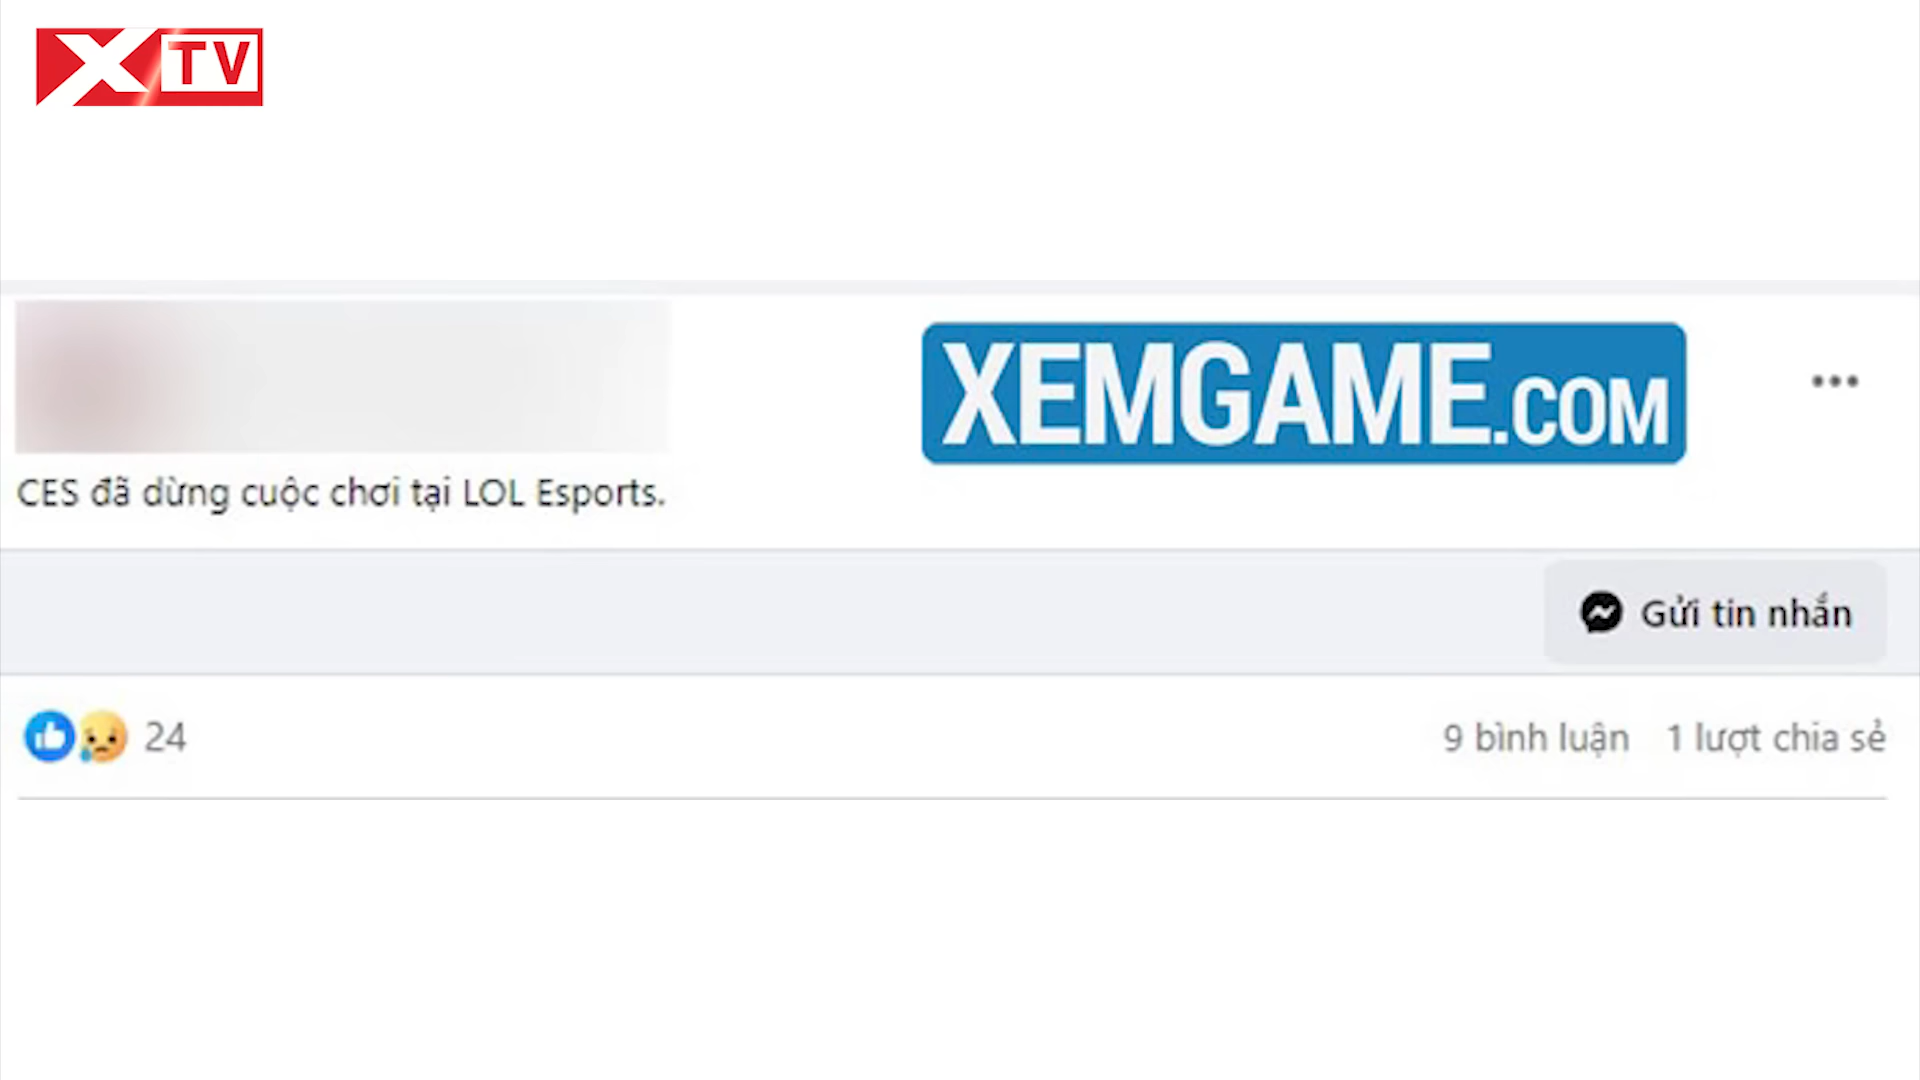 XTV
XEMGAME.COM
CES đã dừng cuộc chơi tại LOL Esports.
Gửi tin nhắn
24
9 bình luận
1 lượt chia sẻ